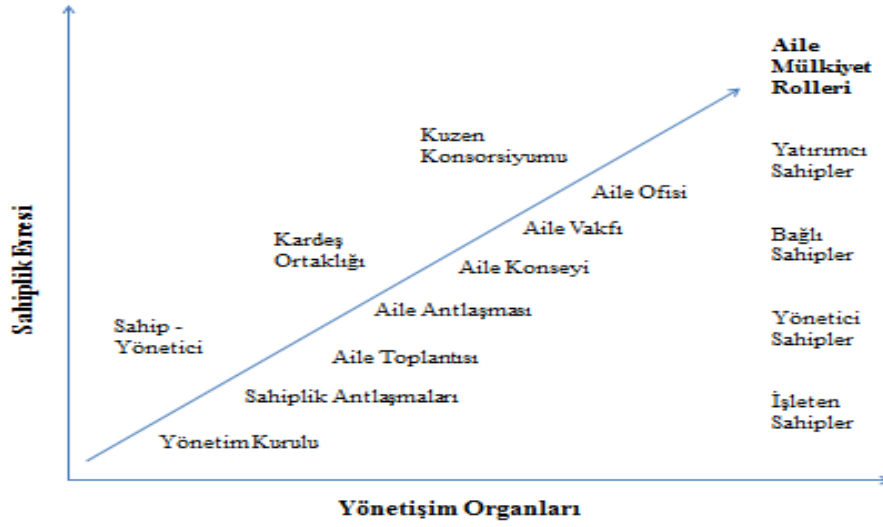 Aile
Mülkiyet
Rolleri
Kuzen
Konsorsiyumu
Yatırımcı
Sahipler
Aile Ofisi
Aile Vakfı
Kardeş
Ortaklığı
Bağlı
Sahipler
Aile Konseyi
Aile Antlaşması
Sahip -
Yönetici
Yönetici
Sahipler
Aile Toplantısı
Sahiplik Antlaşmaları
İşleten
Sahipler
Yönetim Kurulu
Sahiplik Evresi
Yönetişim Organları